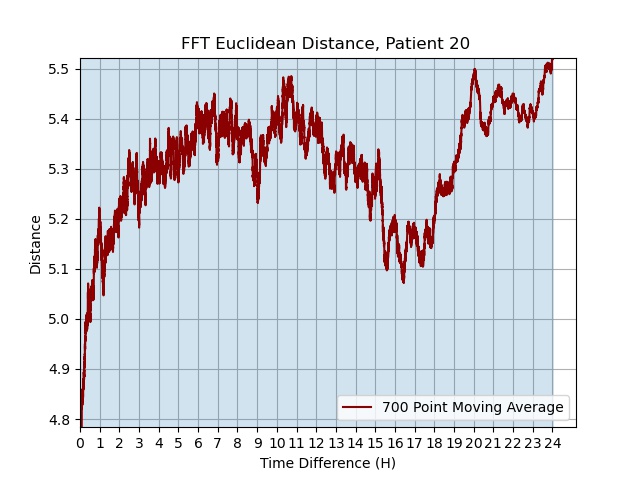 FFT Euclidean Distance, Patient 20
5.5
5.4
5.3
5.2
5.1
5.0
4.9
4.8
Distance
700 Point Moving Average
0 1 2 3 4 5 6 7 8 9 10 11 12 13 14 15 16 17 18 19 20 21 22 23 24
Time Difference (H)